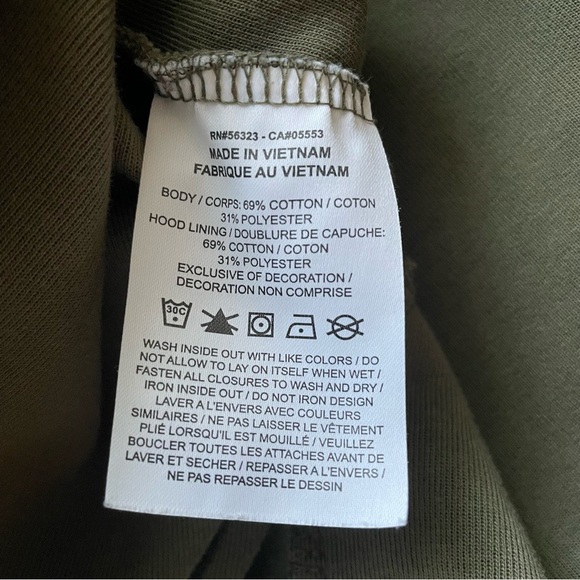 RN#56323 - CA#05553
MADE IN VIETNAM
FABRIQUE AU VIETNAM
BODY / CORPS: 69% COTTON / COTON
31% POLYESTER
HOOD LINING / DOUBLURE DE CAPUCHE:
69% COTTON / COTON
31% POLYESTER
EXCLUSIVE OF DECORATION /
DECORATION NON COMPRISE
30C
WASH INSIDE OUT WITH LIKE COLORS / DO
NOT ALLOW TO LAY ON ITSELF WHEN WET /
FASTEN ALL CLOSURES TO WASH AND DRY /
IRON INSIDE OUT / DO NOT IRON DESIGN
LAVER A L'ENVERS AVEC COULEURS
SIMILAIRES / NE PAS LAISSER LE VÊTEMENT
PLIÉ LORSQU'IL EST MOUILLÉ / VEUILLEZ
BOUCLER TOUTES LES ATTACHES AVANT DE
LAVER ET SECHER / REPASSER A L'ENVERS /
NE PAS REPASSER LE DESSIN